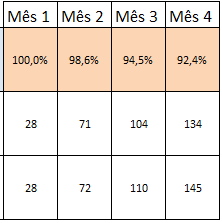 Mês 1 Mês 2 Mês 3 Mês 4
100,0% 98,6% 94,5% 92,4%
28 71 104 134
28 72 110 145